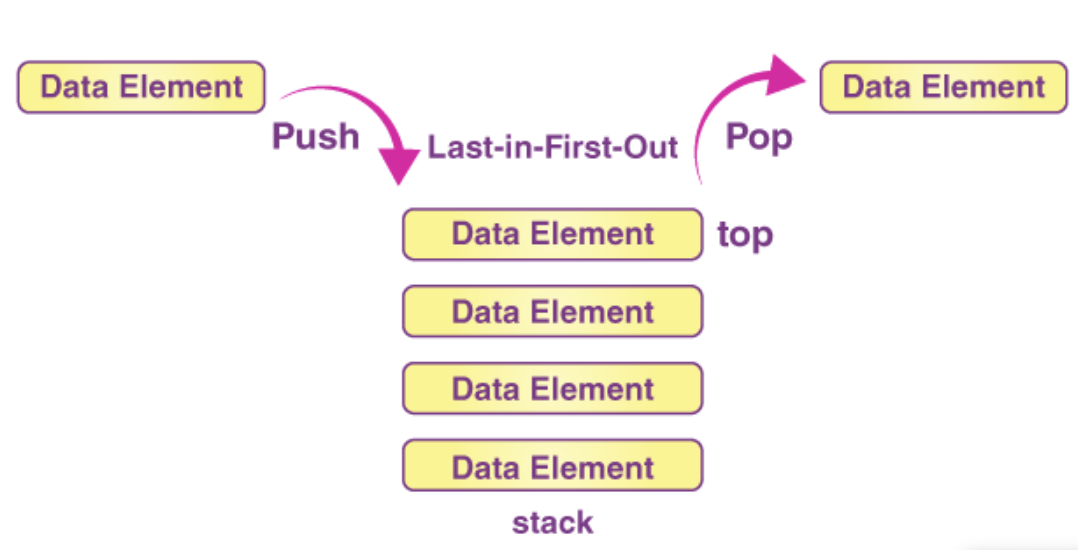 Data Element
Data Element
Push
Last-in-First-Out
Pop
Data Element
top
Data Element
Data Element
Data Element
stack